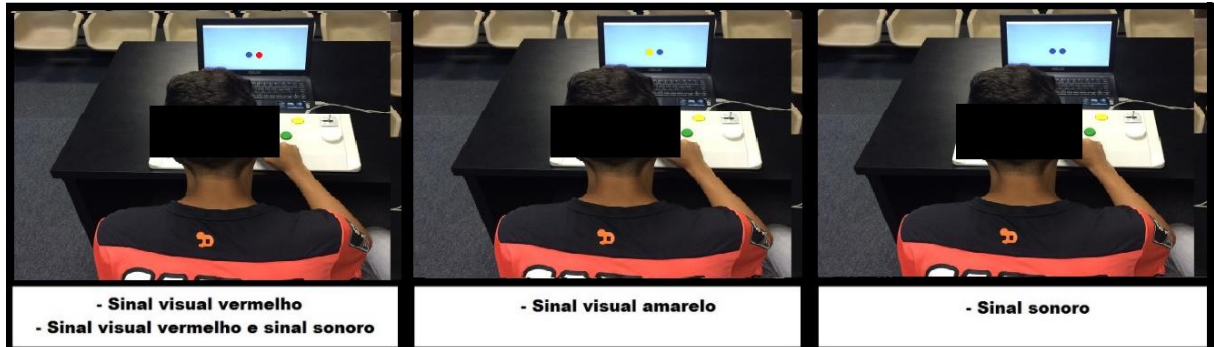 - Sinal visual vermelho
- Sinal visual vermelho e sinal sonoro
- Sinal visual amarelo
- Sinal sonoro